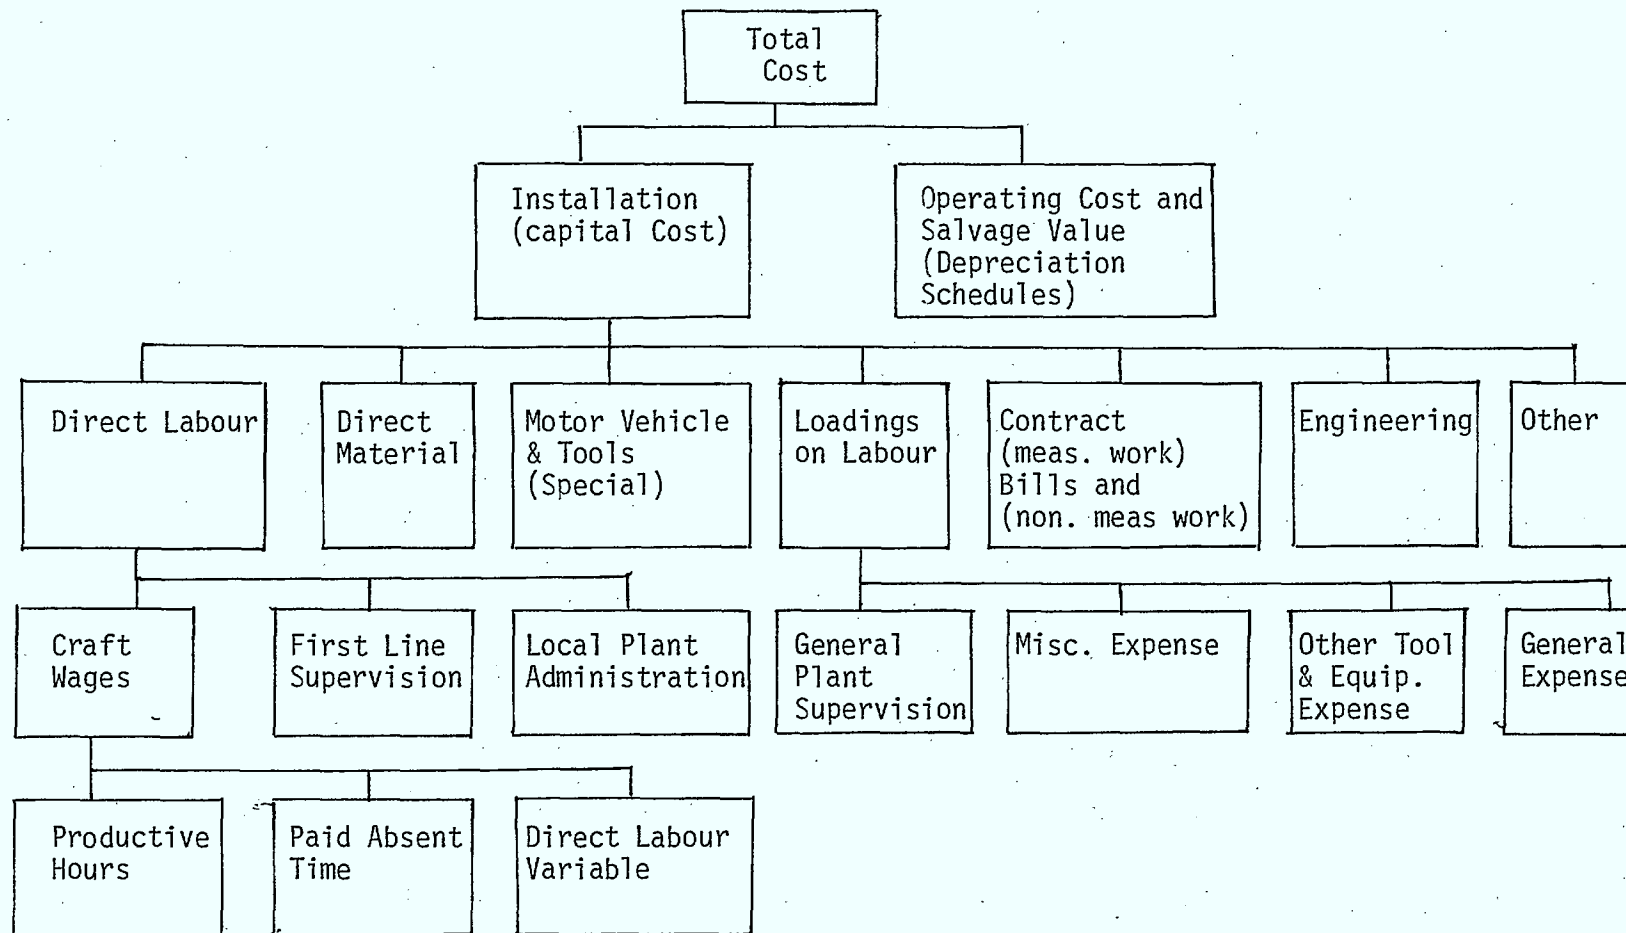 Total
Cost
Installation
(capital Cost)
Operating Cost and
Salvage Value
(Depreciation
Schedules)
Direct Labour
Direct
Material
Motor Vehicle
& Tools
(Special)
Loadings
on Labour
Contract
(meas. work)
Bills and
(non. meas work)
Engineering
Other
Craft
Wages
First Line
Supervision
Local Plant
Administration
General
Plant
Supervision
Misc. Expense
Other Tool
& Equip.
Expense
General
Expense
Productive
Hours
Paid Absent
Time
Direct Labour
Variable